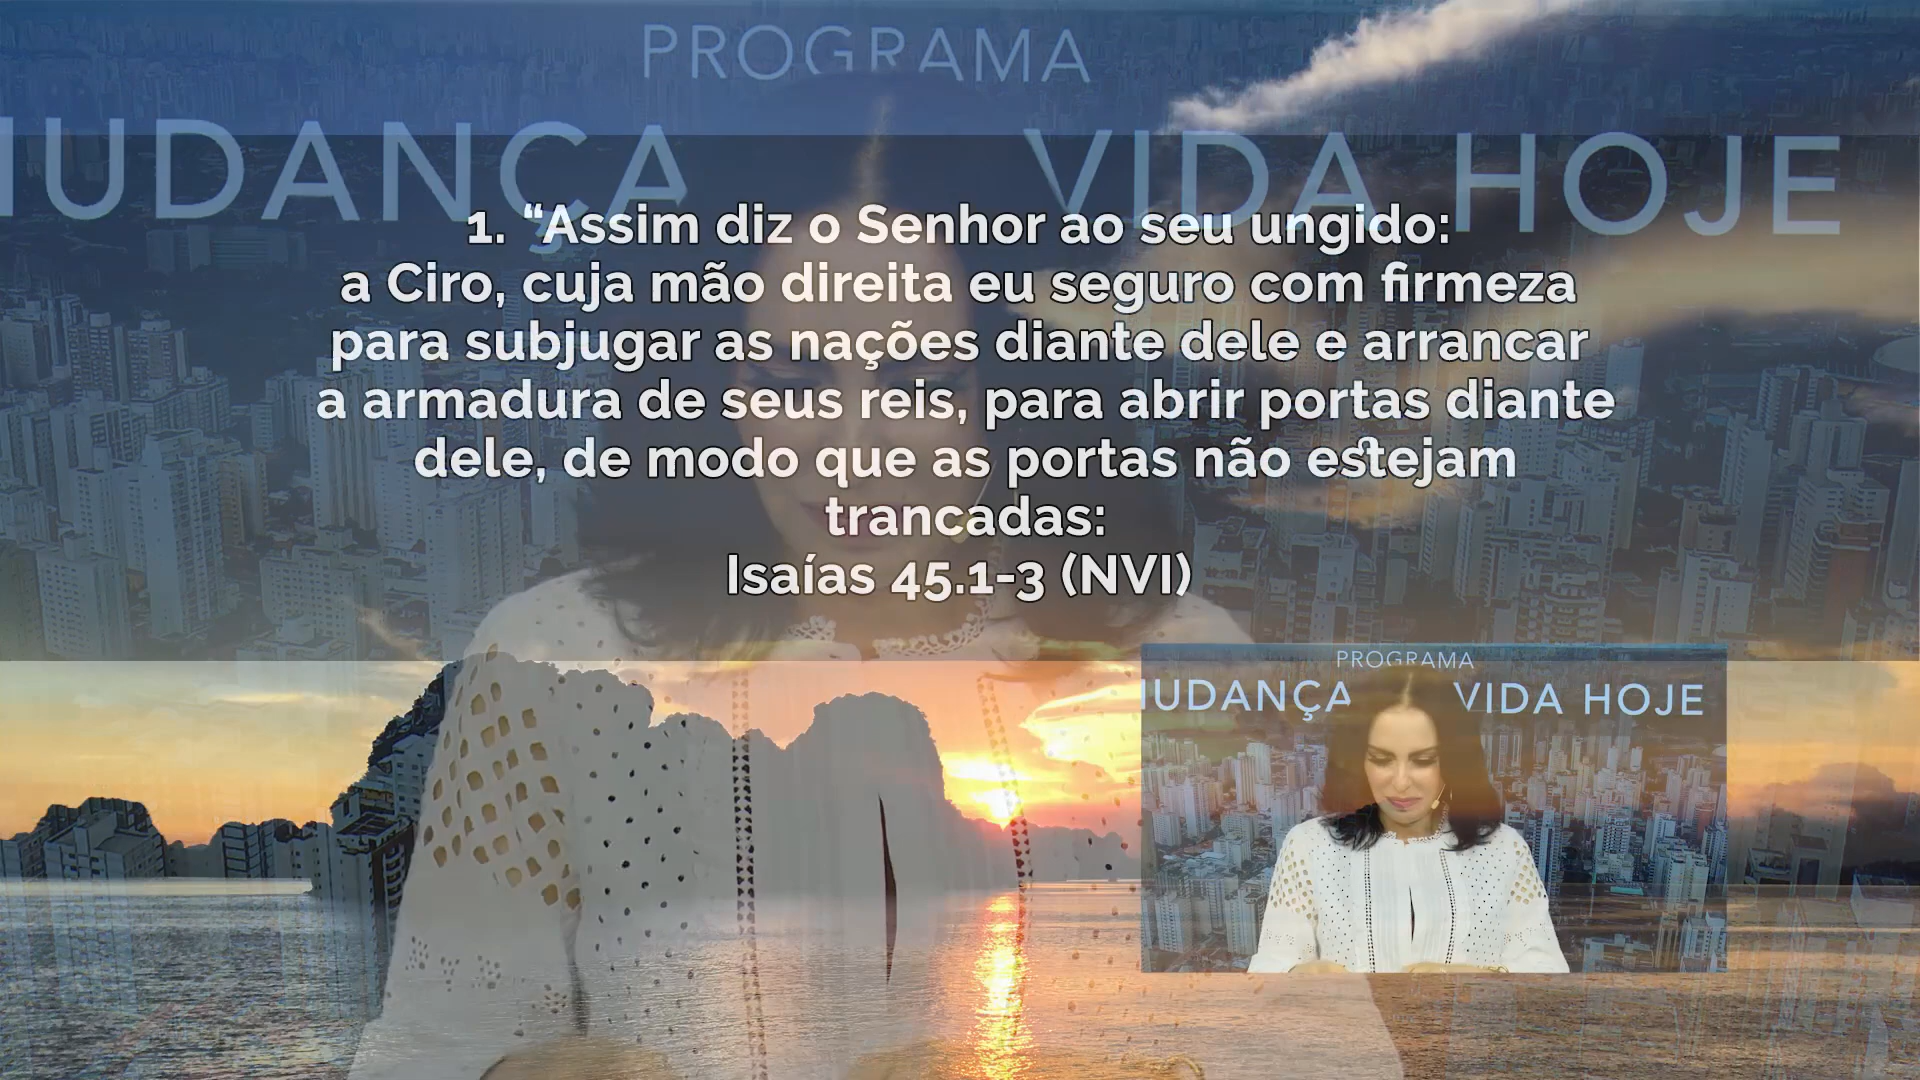 PROGRAMA
MUDANÇA VIDA HOJE
1. “Assim diz o Senhor ao seu ungido:
a Ciro, cuja mão direita eu seguro com firmeza
para subjugar as nações diante dele e arrancar
a armadura de seus reis, para abrir portas diante
dele, de modo que as portas não estejam
trancadas:
Isaías 45.1-3 (NVI)
PROGRAMA
MUDANÇA VIDA HOJE